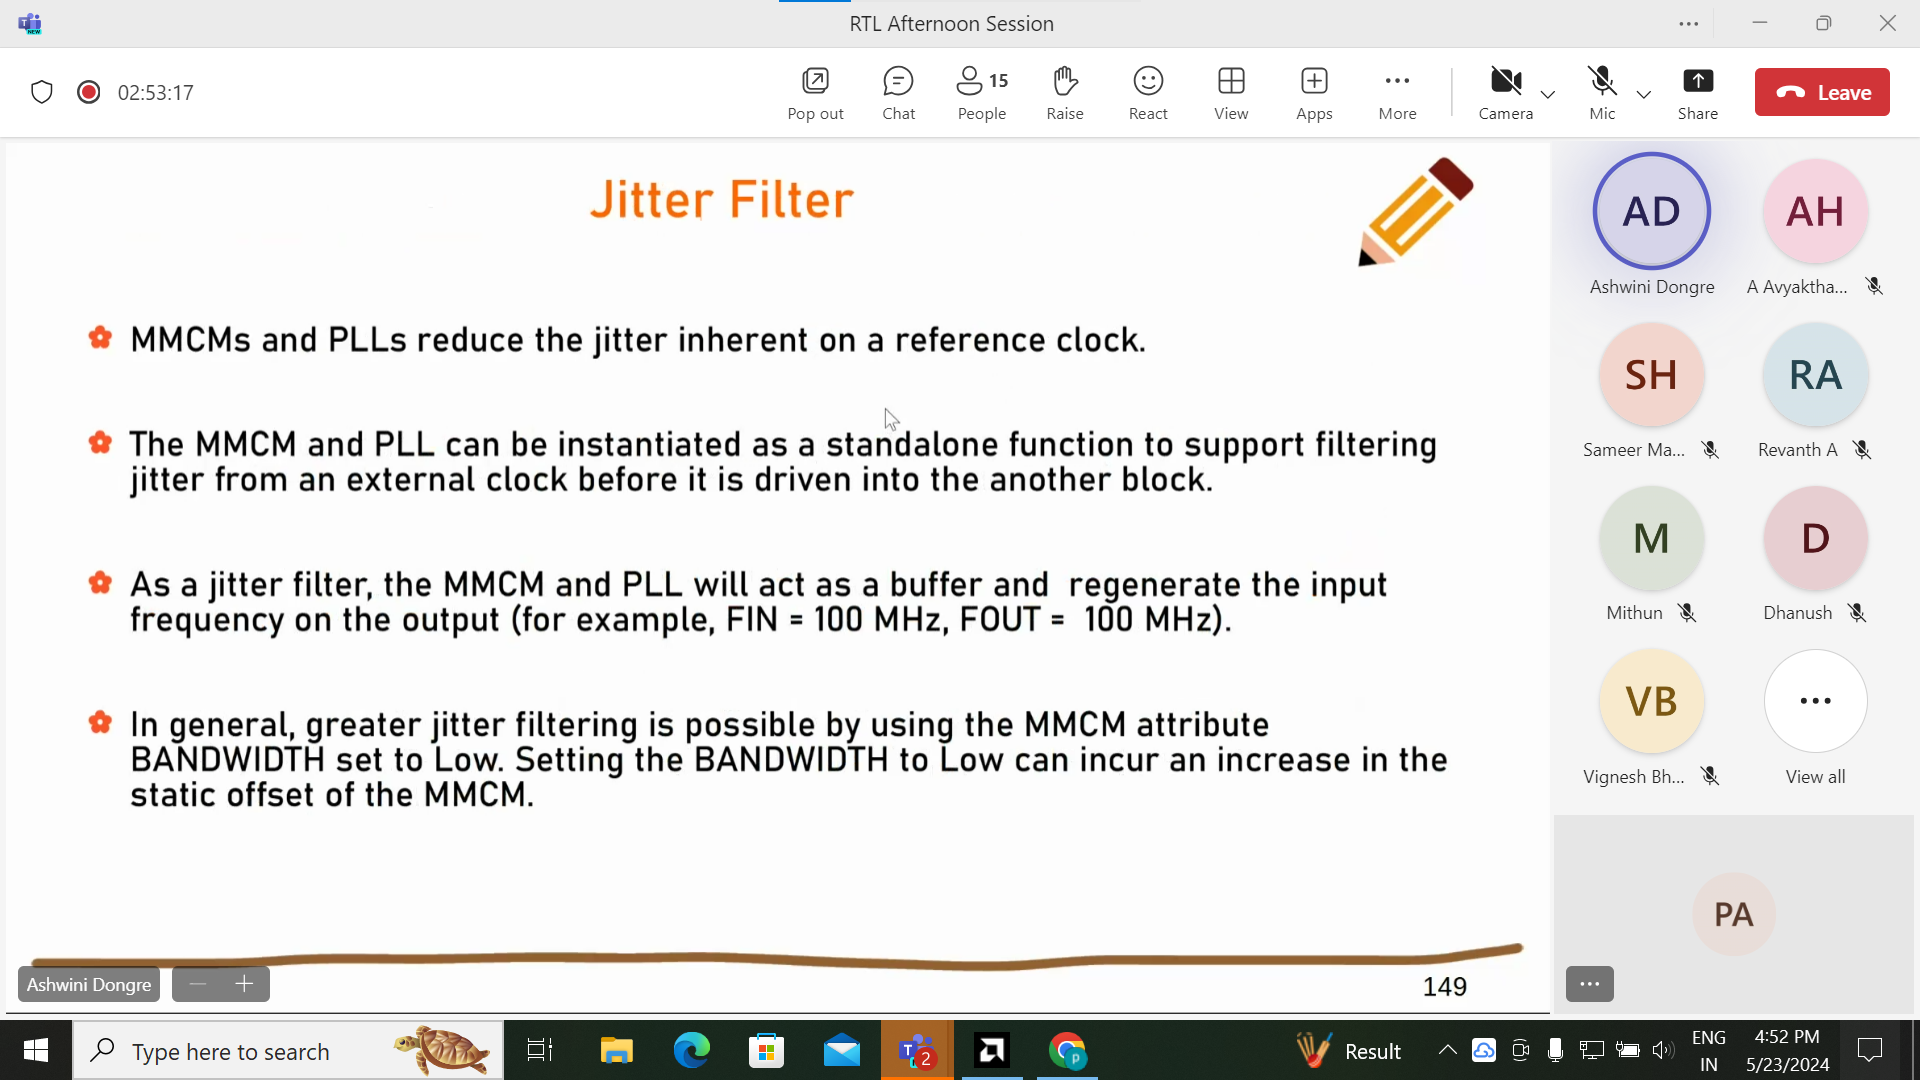 RTL Afternoon Session
02:53:17
Pop out
Chat
15
People
Raise
React
View
Apps
More
Camera
Mic
Share
Leave
Jitter Filter
MMCMs and PLLs reduce the jitter inherent on a reference clock.
The MMCM and PLL can be instantiated as a standalone function to support filtering
jitter from an external clock before it is driven into the another block.
As a jitter filter, the MMCM and PLL will act as a buffer and regenerate the input
frequency on the output (for example, FIN = 100 MHz, FOUT = 100 MHz).
In general, greater jitter filtering is possible by using the MMCM attribute
BANDWIDTH set to Low. Setting the BANDWIDTH to Low can incur an increase in the
static offset of the MMCM.
149
Ashwini Dongre
AD
Ashwini Dongre
AH
A Avyaktha...
SH
Sameer Ma...
RA
Revanth A
M
Mithun
D
Dhanush
VB
Vignesh Bh...
View all
PA
Type here to search
2
Result
ENG
IN
4:52 PM
5/23/2024